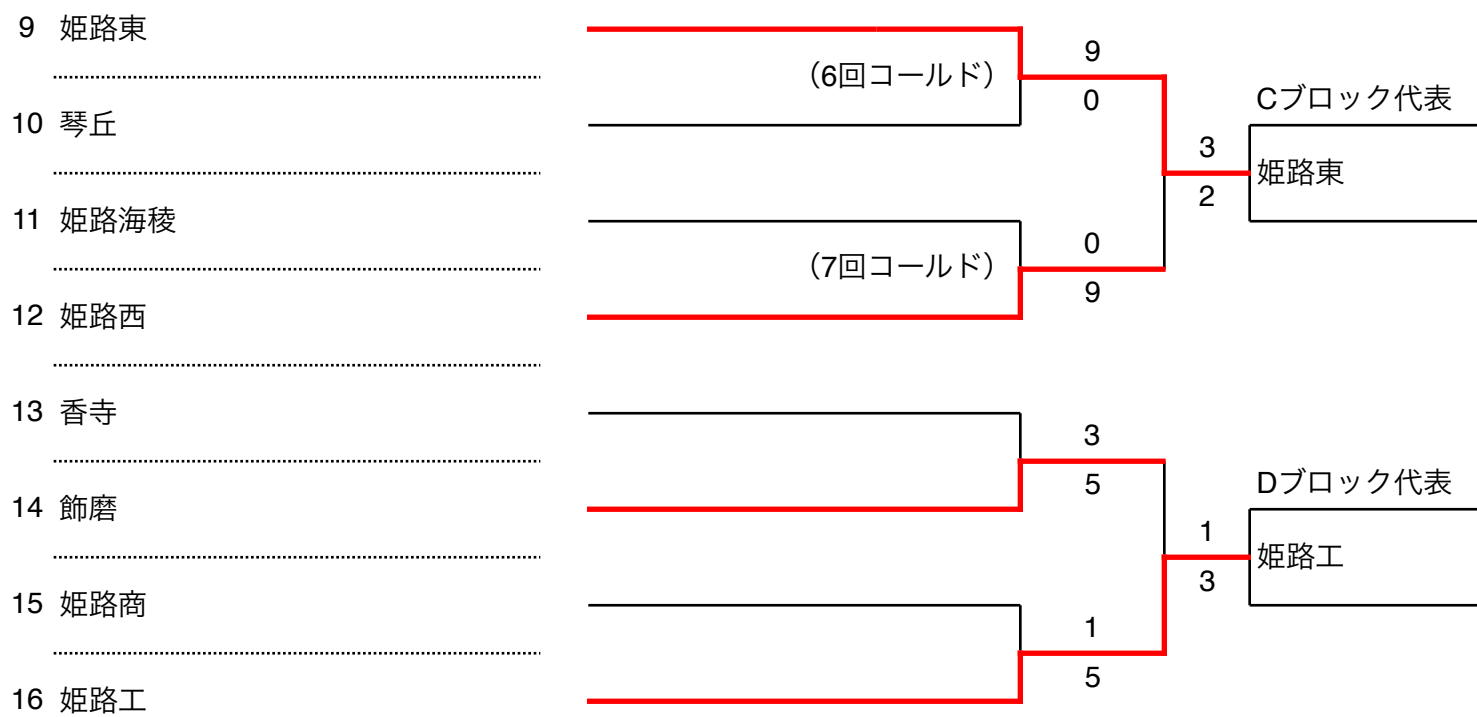 9 姫路東
10 琴丘
11 姫路海稜
12 姫路西
13 香寺
14 飾磨
15 姫路商
16 姫路工
（6回コールド）
9
0
（7回コールド）
0
9
3
2
Cブロック代表
姫路東
3
5
1
5
1
3
Dブロック代表
姫路工